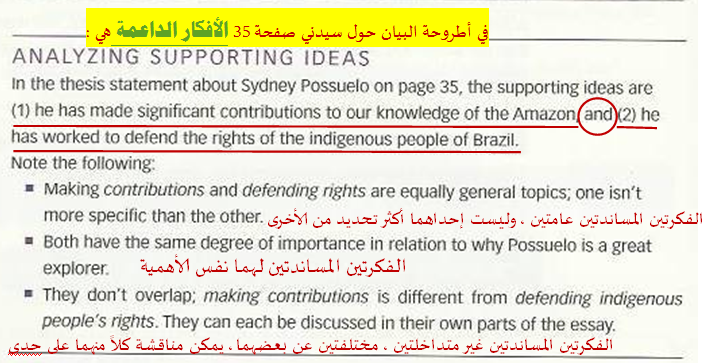 في أطروحة البيان حول سيدني صفحة 35 الأفكار الداعمة هي :
ANALYZING SUPPORTING IDEAS
In the thesis statement about Sydney Possuelo on page 35, the supporting ideas are
(1) he has made significant contributions to our knowledge of the Amazon, and (2) he
has worked to defend the rights of the indigenous people of Brazil.
Note the following:
▪ Making contributions and defending rights are equally general topics; one isn't
more specific than the other. الفكرتين المساندتين عامتين ، وليست إحداهما أكثر تحديد من الأخرى
▪ Both have the same degree of importance in relation to why Possuelo is a great
explorer. الفكرتين المساندتين لهما نفس الأهمية
▪ They don't overlap; making contributions is different from defending indigenous
people's rights. They can each be discussed in their own parts of the essay.
الفكرتين المساندتين غير متداخلتين ، مختلفتين عن بعضهما ، يمكن مناقشة كلاً منهما على حدى